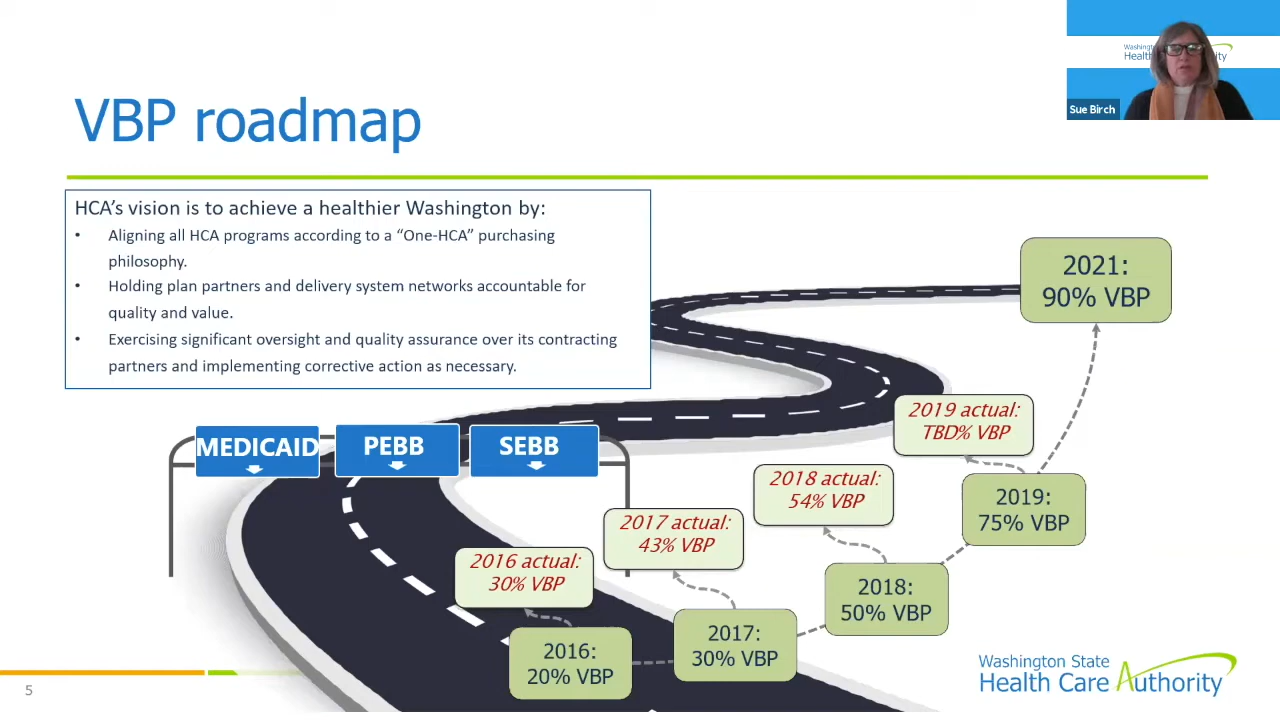 Washington
Health
ity
Sue Birch
VBP roadmap
HCA’s vision is to achieve a healthier Washington by:
• Aligning all HCA programs according to a “One-HCA” purchasing
philosophy.
• Holding plan partners and delivery system networks accountable for
quality and value.
• Exercising significant oversight and quality assurance over its contracting
partners and implementing corrective action as necessary.
MEDICAID
PEBB
SEBB
2016 actual:
30% VBP
2017 actual:
43% VBP
2018 actual:
54% VBP
2019 actual:
TBD% VBP
2016:
20% VBP
2017:
30% VBP
2018:
50% VBP
2019:
75% VBP
2021:
90% VBP
5
Washington State
Health Care Authority